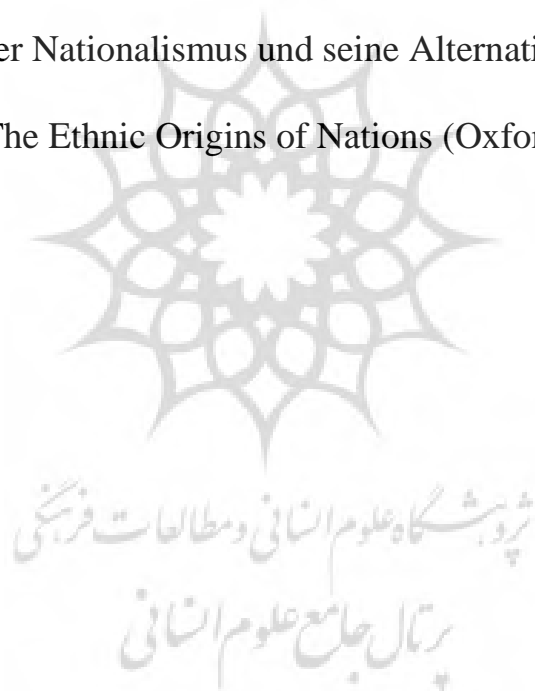 er Nationalismus und seine Alternati
The Ethnic Origins of Nations (Oxfor
پژوهشگاه علوم انسانی و مطالعات فرهنگی
پرتال جامع علوم انسانی